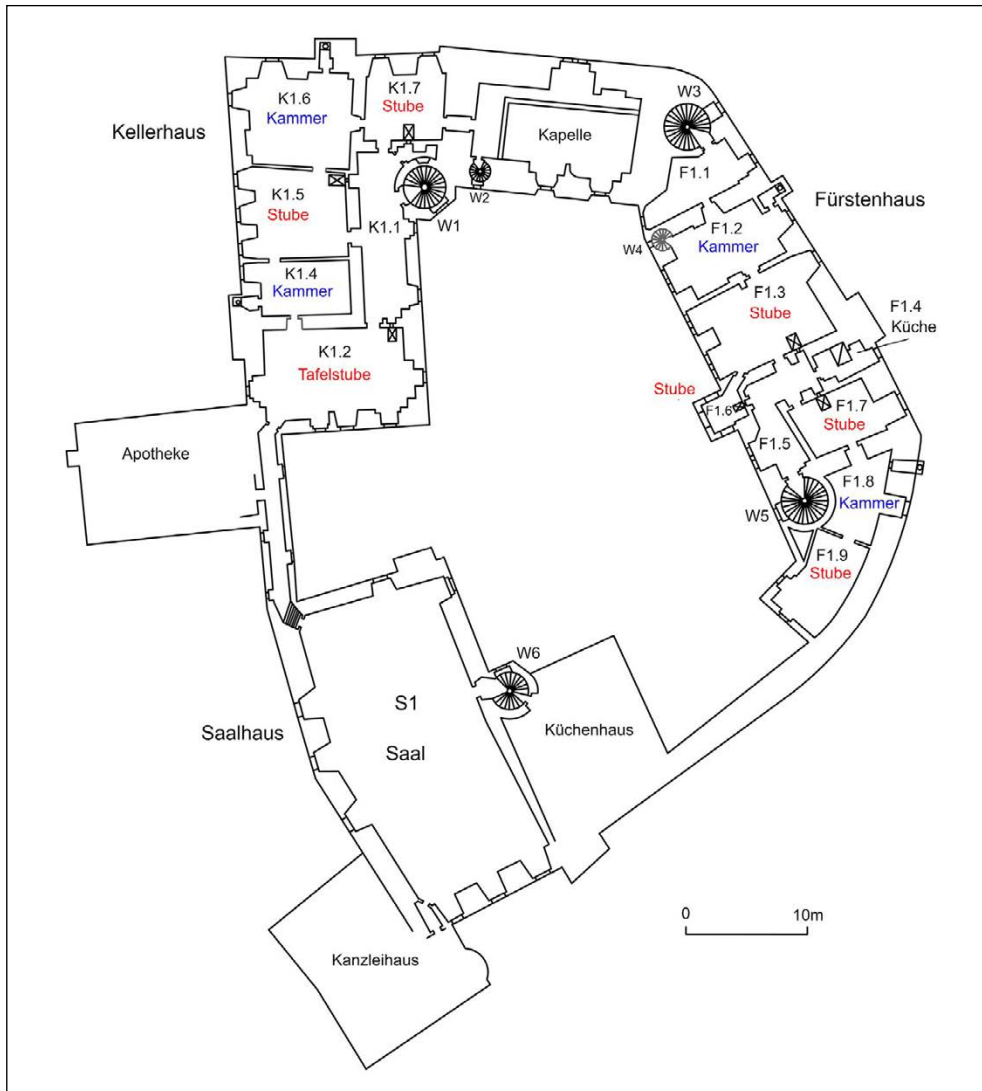 Kellerhaus
K1.6
Kammer
K1.7
Stube
Kapelle
W3
K1.5
Stube
K1.1
W1
W2
F1.1
Fürstenhaus
F1.2
Kammer
W4
K1.4
Kammer
F1.3
Stube
F1.4
Küche
K1.2
Tafelstube
Stube
F1.6
F1.7
Stube
F1.5
Apotheke
F1.8
Kammer
W5
F1.9
Stube
W6
S1
Saal
Saalhaus
Küchenhaus
0 10m
Kanzleihaus